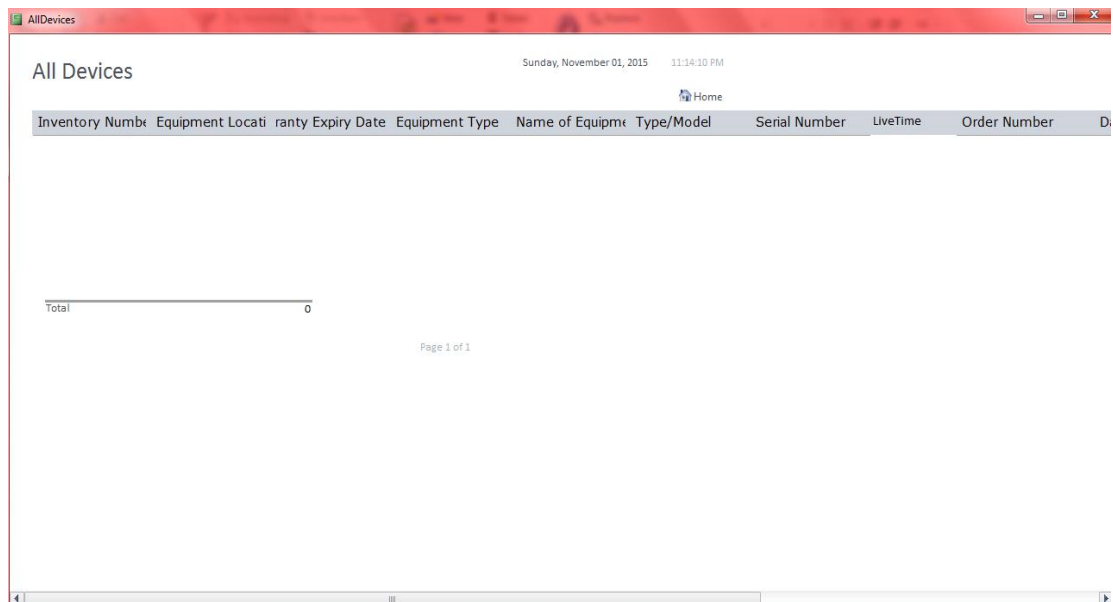 AllDevices
All Devices
Sunday, November 01, 2015 11:14:10 PM
Home
Inventory Numbe Equipment Locati ranty Expiry Date Equipment Type Name of Equipme Type/Model Serial Number LiveTime Order Number Da
Total 0
Page 1 of 1